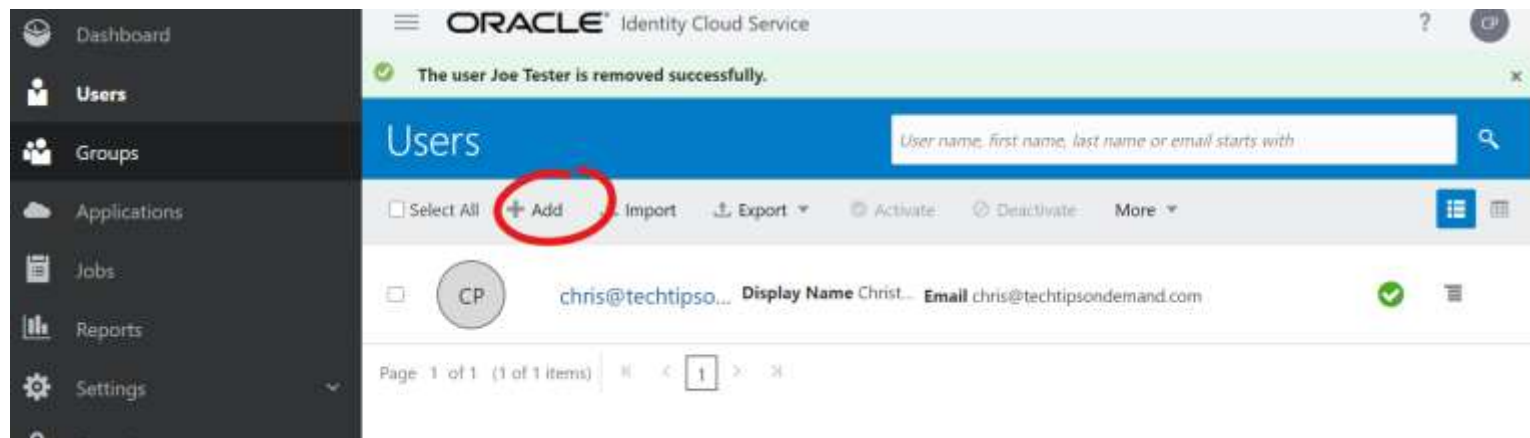 Dashboard
Users
Groups
Applications
Jobs
Reports
Settings
ORACLE® Identity Cloud Service
? CP
The user Joe Tester is removed successfully. ×
Users
User name, first name, last name or email starts with
Select All + Add Import Export Activate Deactivate More
CP chris@techtipso... Display Name Christ... Email chris@techtipsondemand.com
Page 1 of 1 (1 of 1 items) 1